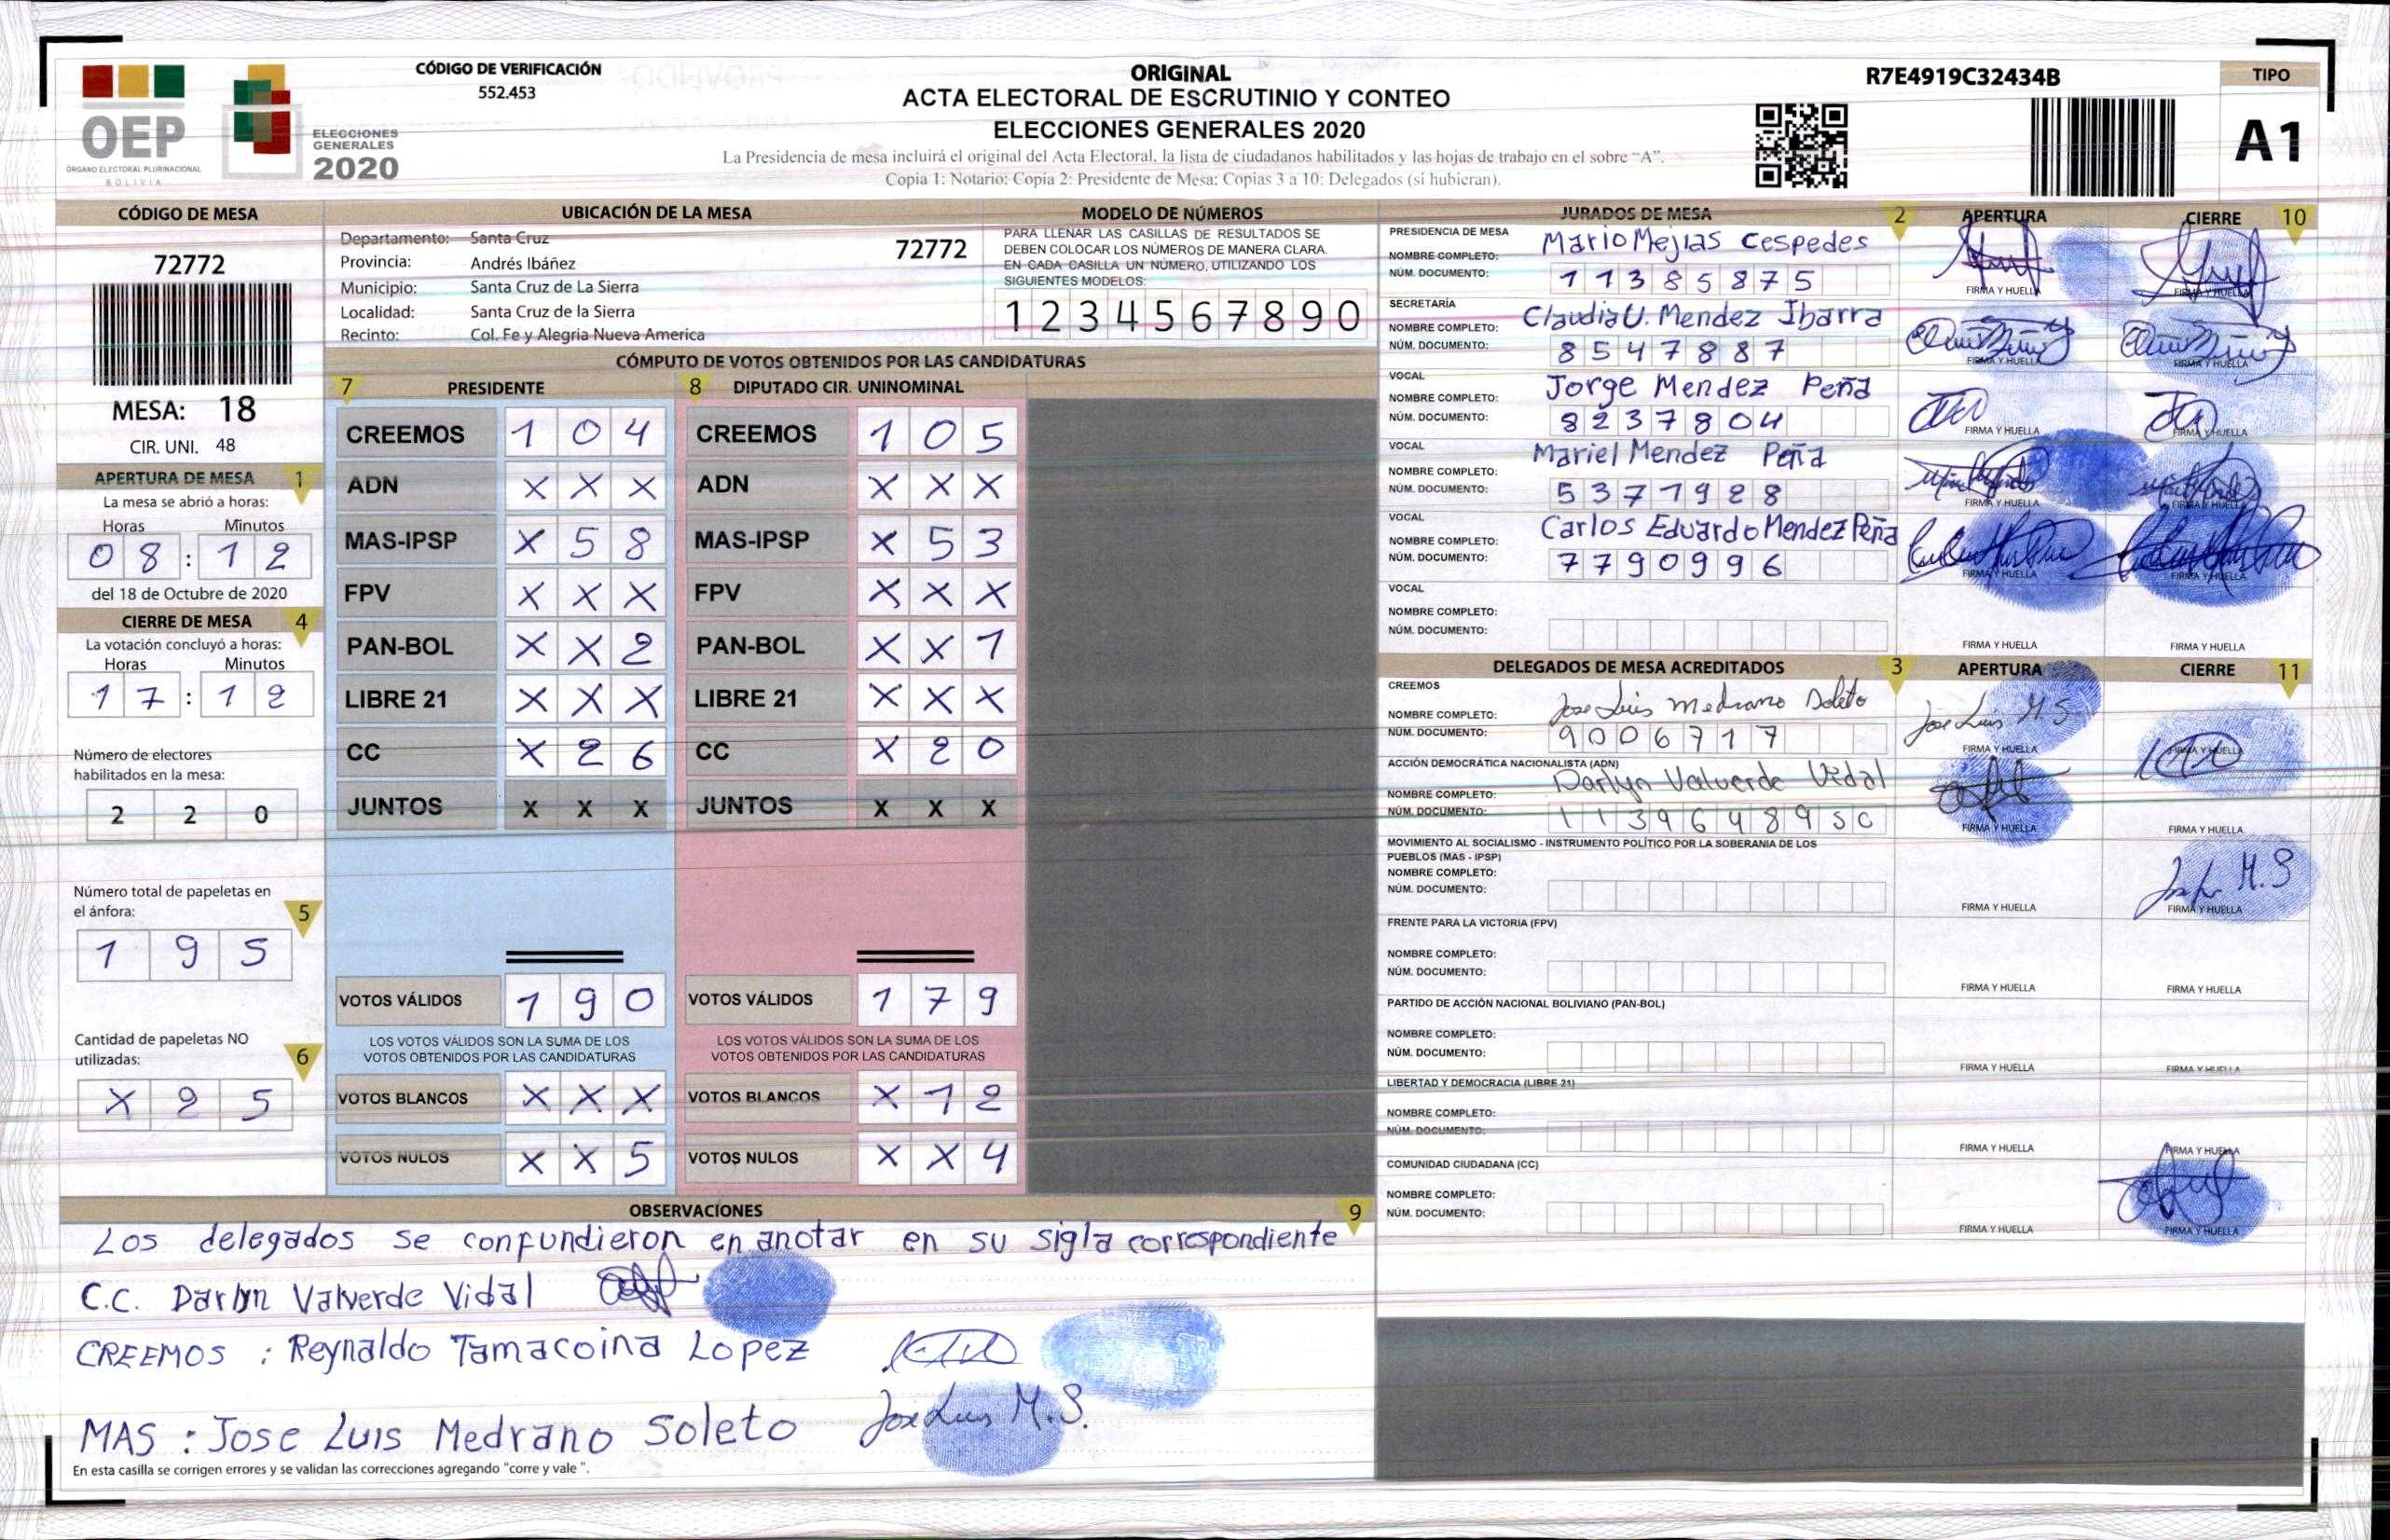 CÓDIGO DE VERIFICACIÓN
552.453
OEP
ÓRGANO ELECTORAL PLURINACIONAL
BOLIVIA
ELECCIONES
GENERALES
2020
ORIGINAL
ACTA ELECTORAL DE ESCRUTINIO Y CONTEO
ELECCIONES GENERALES 2020
La Presidencia de mesa incluirá el original del Acta Electoral, la lista de ciudadanos habilitados y las hojas de trabajo en el sobre "A".
Copia 1: Notario; Copia 2: Presidente de Mesa; Copias 3 a 10: Delegados (si hubieran).
R7E4919C32434B
TIPO
A1
CÓDIGO DE MESA
72772
MESA: 18
CIR. UNI. 48
APERTURA DE MESA 1
La mesa se abrió a horas:
Horas Minutos
08 : 12
del 18 de Octubre de 2020
CIERRE DE MESA 4
La votación concluyó a horas:
Horas Minutos
17 : 12
Número de electores
habilitados en la mesa:
2 2 0
Número total de papeletas en
el ánfora: 5
1 9 5
Cantidad de papeletas NO
utilizadas: 6
X 2 5
UBICACIÓN DE LA MESA
Departamento: Santa Cruz
Provincia: Andrés Ibáñez
Municipio: Santa Cruz de La Sierra
Localidad: Santa Cruz de la Sierra
Recinto: Col. Fe y Alegria Nueva America
72772
MODELO DE NÚMEROS
PARA LLENAR LAS CASILLAS DE RESULTADOS SE
DEBEN COLOCAR LOS NÚMEROS DE MANERA CLARA.
EN CADA CASILLA UN NÚMERO, UTILIZANDO LOS
SIGUIENTES MODELOS:
1 2 3 4 5 6 7 8 9 0
CÓMPUTO DE VOTOS OBTENIDOS POR LAS CANDIDATURAS
7 PRESIDENTE 8 DIPUTADO CIR. UNINOMINAL
CREEMOS 1 0 4 CREEMOS 1 0 5
ADN X X X ADN X X X
MAS-IPSP X 5 8 MAS-IPSP X 5 3
FPV X X X FPV X X X
PAN-BOL X X 2 PAN-BOL X X 1
LIBRE 21 X X X LIBRE 21 X X X
CC X 2 6 CC X 2 0
JUNTOS X X X JUNTOS X X X
VOTOS VÁLIDOS 1 9 0 VOTOS VÁLIDOS 1 7 9
LOS VOTOS VÁLIDOS SON LA SUMA DE LOS LOS VOTOS VÁLIDOS SON LA SUMA DE LOS
VOTOS OBTENIDOS POR LAS CANDIDATURAS VOTOS OBTENIDOS POR LAS CANDIDATURAS
VOTOS BLANCOS X X X VOTOS BLANCOS X 1 2
VOTOS NULOS X X 5 VOTOS NULOS X X 4
OBSERVACIONES 9
Los delegados se confundieron en anotar en su sigla correspondiente
C.C. Darlyn Valverde Vidal
CREEMOS : Reynaldo Tamacoina Lopez
MAS : Jose Luis Medrano Soleto Jose Luis M.S.
En esta casilla se corrigen errores y se validan las correcciones agregando "corre y vale ".
JURADOS DE MESA 2 APERTURA CIERRE 10
PRESIDENCIA DE MESA
NOMBRE COMPLETO: Mario Mejias Cespedes
NÚM. DOCUMENTO: 11385875
FIRMA Y HUELLA FIRMA Y HUELLA
SECRETARÍA
NOMBRE COMPLETO: Claudia U. Mendez Ibarra
NÚM. DOCUMENTO: 8547887
FIRMA Y HUELLA FIRMA Y HUELLA
VOCAL
NOMBRE COMPLETO: Jorge Mendez Peña
NÚM. DOCUMENTO: 8237804
FIRMA Y HUELLA FIRMA Y HUELLA
VOCAL
NOMBRE COMPLETO: Mariel Mendez Peña
NÚM. DOCUMENTO: 5371928
FIRMA Y HUELLA FIRMA Y HUELLA
VOCAL
NOMBRE COMPLETO: Carlos Eduardo Mendez Peña
NÚM. DOCUMENTO: 7790996
FIRMA Y HUELLA FIRMA Y HUELLA
VOCAL
NOMBRE COMPLETO:
NÚM. DOCUMENTO:
FIRMA Y HUELLA FIRMA Y HUELLA
DELEGADOS DE MESA ACREDITADOS 3 APERTURA CIERRE 11
CREEMOS
NOMBRE COMPLETO: Jose Luis Medrano Soleto
NÚM. DOCUMENTO: 9006717
Jose Luis M S
FIRMA Y HUELLA FIRMA Y HUELLA
ACCIÓN DEMOCRÁTICA NACIONALISTA (ADN)
NOMBRE COMPLETO: Darlyn Valverde Vidal
NÚM. DOCUMENTO: 11396489SC
FIRMA Y HUELLA FIRMA Y HUELLA
MOVIMIENTO AL SOCIALISMO - INSTRUMENTO POLÍTICO POR LA SOBERANIA DE LOS
PUEBLOS (MAS - IPSP)
NOMBRE COMPLETO:
NÚM. DOCUMENTO:
M.S
FIRMA Y HUELLA FIRMA Y HUELLA
FRENTE PARA LA VICTORIA (FPV)
NOMBRE COMPLETO:
NÚM. DOCUMENTO:
FIRMA Y HUELLA FIRMA Y HUELLA
PARTIDO DE ACCIÓN NACIONAL BOLIVIANO (PAN-BOL)
NOMBRE COMPLETO:
NÚM. DOCUMENTO:
FIRMA Y HUELLA FIRMA Y HUELLA
LIBERTAD Y DEMOCRACIA (LIBRE 21)
NOMBRE COMPLETO:
NÚM. DOCUMENTO:
FIRMA Y HUELLA FIRMA Y HUELLA
COMUNIDAD CIUDADANA (CC)
NOMBRE COMPLETO:
NÚM. DOCUMENTO:
FIRMA Y HUELLA FIRMA Y HUELLA